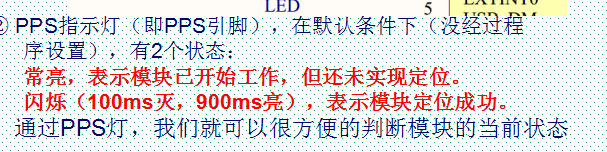 LED
5
EXTINT0
② PPS指示灯（即PPS引脚），在默认条件下（没经过程
序设置），有2个状态：
常亮，表示模块已开始工作，但还未实现定位。
闪烁（100ms灭，900ms亮），表示模块定位成功。
通过PPS灯，我们就可以很方便的判断模块的当前状态